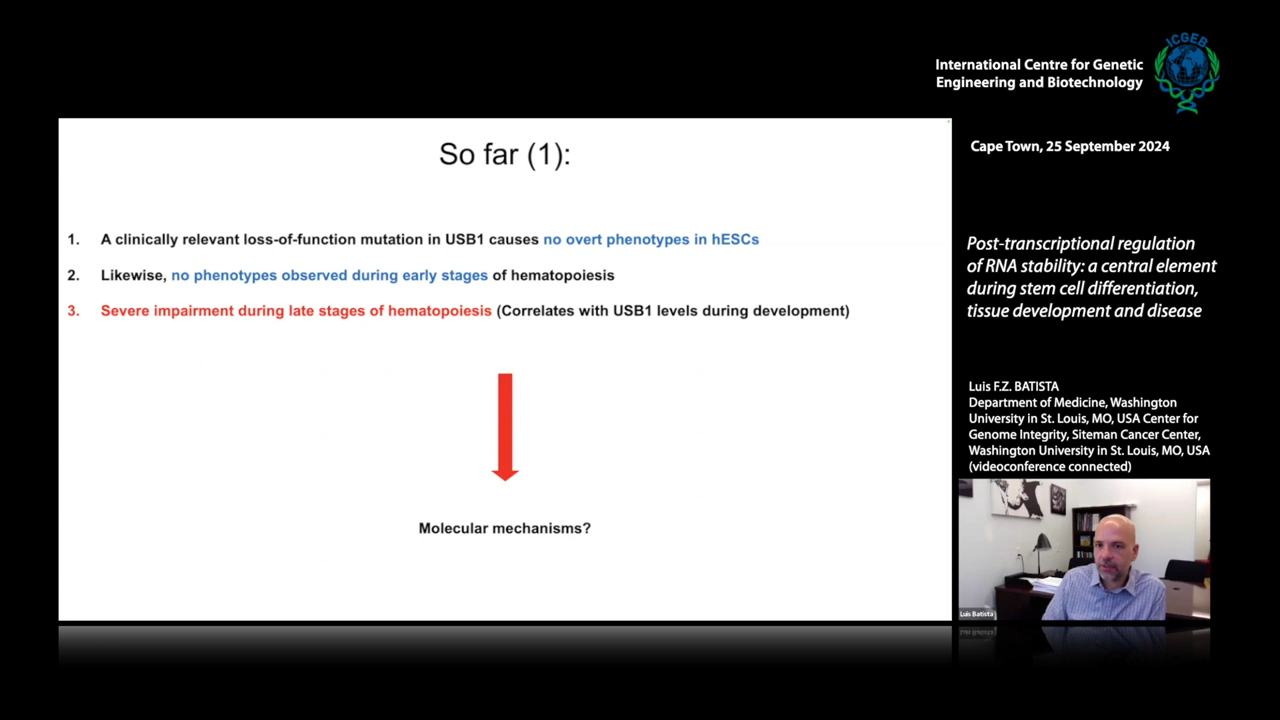 International Centre for Genetic
Engineering and Biotechnology
ICGEB
Cape Town, 25 September 2024
So far (1):
1. A clinically relevant loss-of-function mutation in USB1 causes no overt phenotypes in hESCs
2. Likewise, no phenotypes observed during early stages of hematopoiesis
3. Severe impairment during late stages of hematopoiesis (Correlates with USB1 levels during development)
Molecular mechanisms?
Post-transcriptional regulation
of RNA stability: a central element
during stem cell differentiation,
tissue development and disease
Luis F.Z. BATISTA
Department of Medicine, Washington
University in St. Louis, MO, USA Center for
Genome Integrity, Siteman Cancer Center,
Washington University in St. Louis, MO, USA
(videoconference connected)
Luis Batista